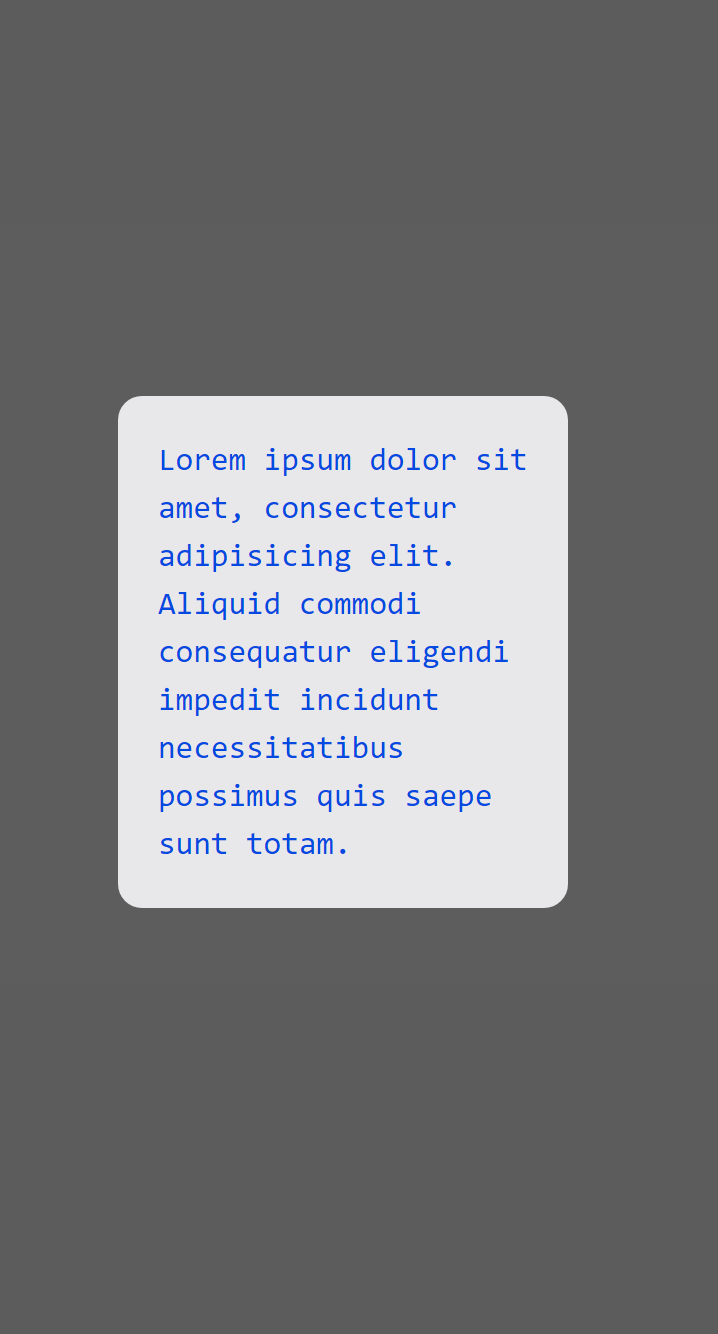 Lorem ipsum dolor sit
amet, consectetur
adipisicing elit.
Aliquid commodi
consequatur eligendi
impedit incidunt
necessitatibus
possimus quis saepe
sunt totam.